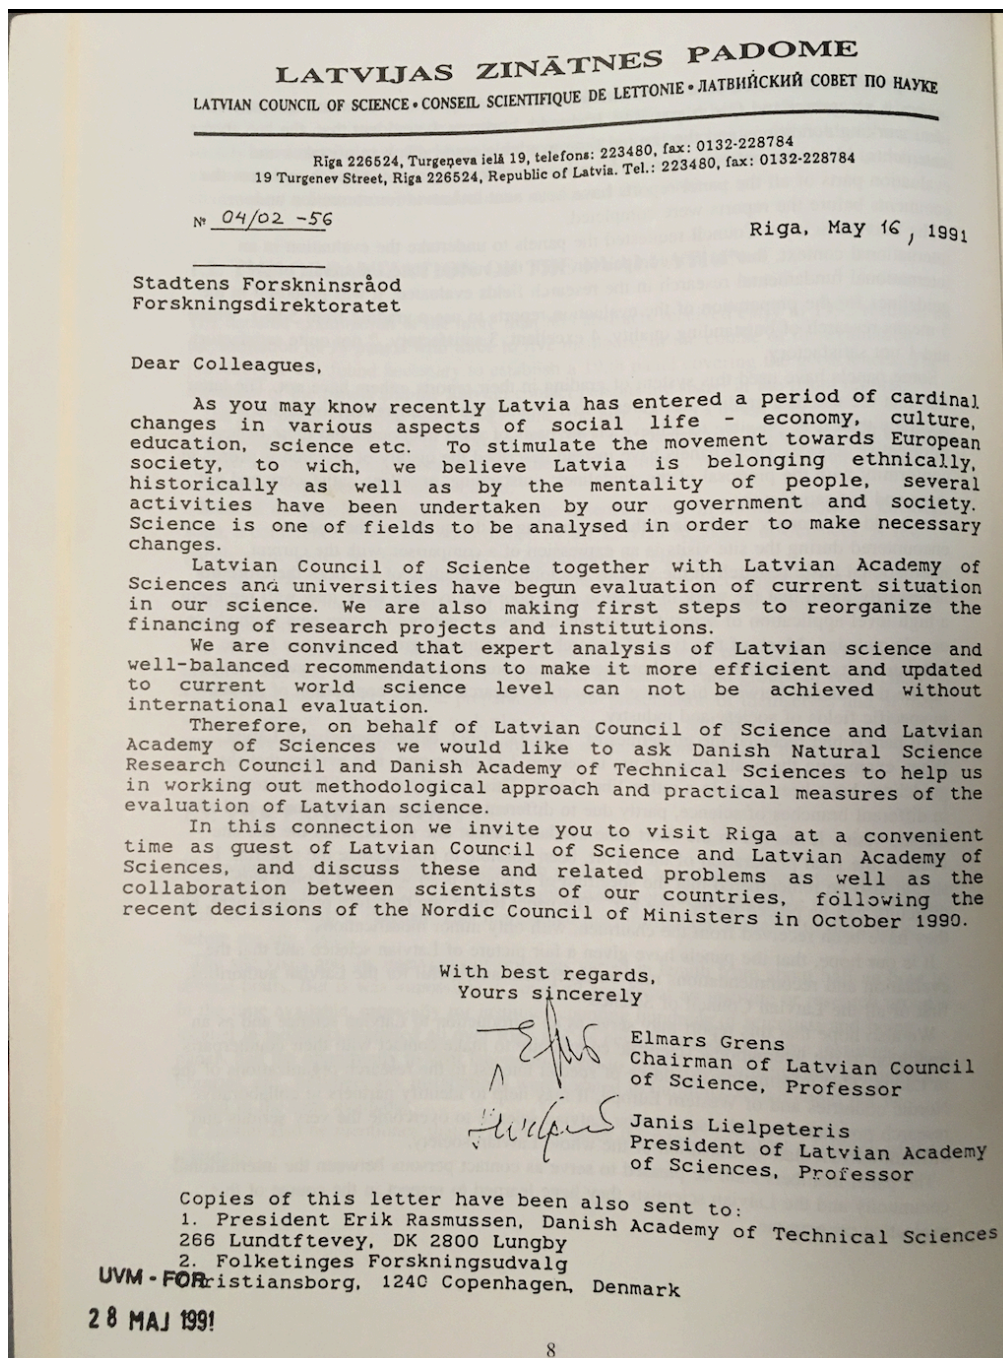 LATVIJAS ZINĀTNES PADOME
LATVIAN COUNCIL OF SCIENCE • CONSEIL SCIENTIFIQUE DE LETTONIE • ЛАТВИЙСКИЙ СОВЕТ ПО НАУКЕ
Rīga 226524, Turgeņeva ielā 19, telefons: 223480, fax: 0132-228784
19 Turgenev Street, Riga 226524, Republic of Latvia. Tel.: 223480, fax: 0132-228784
№ 04/02 -56
Riga, May 16, 1991
Stadtens Forskninsråod
Forskningsdirektoratet
Dear Colleagues,
As you may know recently Latvia has entered a period of cardinal
changes in various aspects of social life - economy, culture,
education, science etc. To stimulate the movement towards European
society, to wich, we believe Latvia is belonging ethnically,
historically as well as by the mentality of people, several
activities have been undertaken by our government and society.
Science is one of fields to be analysed in order to make necessary
changes.
Latvian Council of Science together with Latvian Academy of
Sciences and universities have begun evaluation of current situation
in our science. We are also making first steps to reorganize the
financing of research projects and institutions.
We are convinced that expert analysis of Latvian science and
well-balanced recommendations to make it more efficient and updated
to current world science level can not be achieved without
international evaluation.
Therefore, on behalf of Latvian Council of Science and Latvian
Academy of Sciences we would like to ask Danish Natural Science
Research Council and Danish Academy of Technical Sciences to help us
in working out methodological approach and practical measures of the
evaluation of Latvian science.
In this connection we invite you to visit Riga at a convenient
time as guest of Latvian Council of Science and Latvian Academy of
Sciences, and discuss these and related problems as well as the
collaboration between scientists of our countries, following the
recent decisions of the Nordic Council of Ministers in October 1990.
With best regards,
Yours sincerely
Elmars Grens
Chairman of Latvian Council
of Science, Professor
Janis Lielpeteris
President of Latvian Academy
of Sciences, Professor
Copies of this letter have been also sent to:
1. President Erik Rasmussen, Danish Academy of Technical Sciences
266 Lundtftevey, DK 2800 Lungby
2. Folketinges Forskningsudvalg
UVM - FOR
Christiansborg, 1240 Copenhagen, Denmark
28 MAJ 1991
8